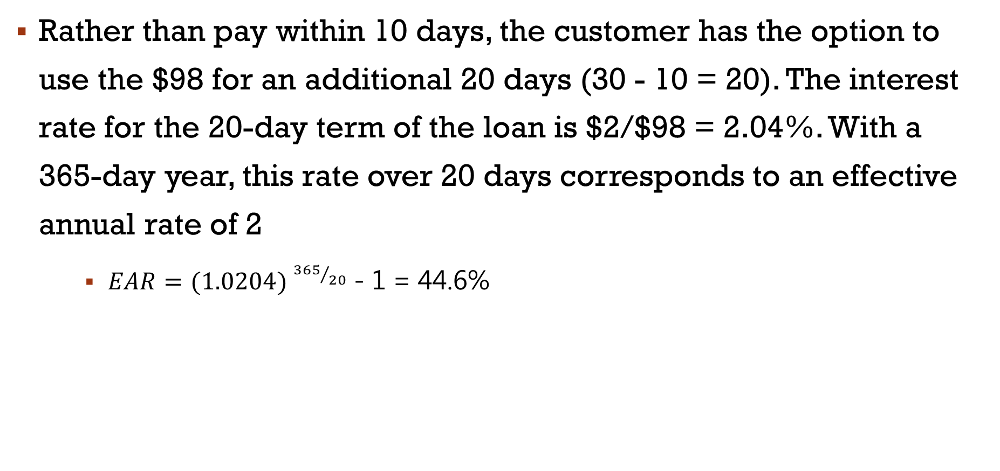 ▪ Rather than pay within 10 days, the customer has the option to
use the $98 for an additional 20 days (30 - 10 = 20). The interest
rate for the 20-day term of the loan is $2/$98 = 2.04%. With a
365-day year, this rate over 20 days corresponds to an effective
annual rate of 2
▪ EAR = (1.0204) ³⁶⁵/₂₀ - 1 = 44.6%